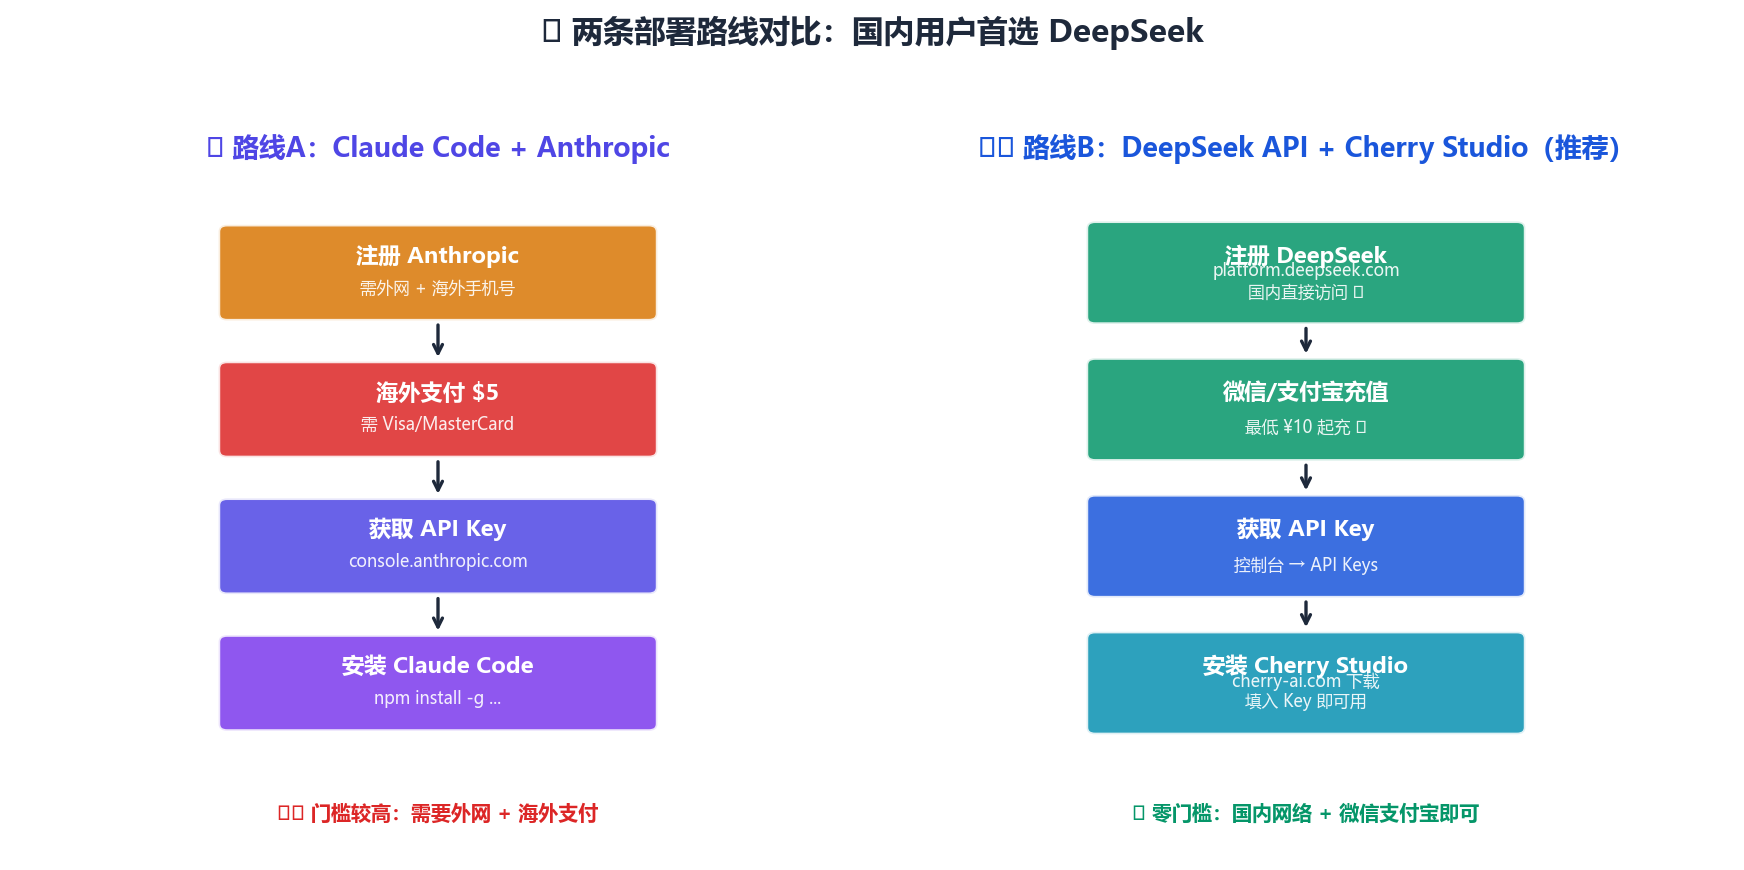 两条部署路线对比：国内用户首选 DeepSeek
路线A：Claude Code + Anthropic
注册 Anthropic
需外网 + 海外手机号
海外支付 $5
需 Visa/MasterCard
获取 API Key
console.anthropic.com
安装 Claude Code
npm install -g ...
门槛较高：需要外网 + 海外支付
路线B：DeepSeek API + Cherry Studio（推荐）
注册 DeepSeek
platform.deepseek.com
国内直接访问
微信/支付宝充值
最低 ¥10 起充
获取 API Key
控制台 → API Keys
安装 Cherry Studio
cherry-ai.com 下载
填入 Key 即可用
零门槛：国内网络 + 微信支付宝即可